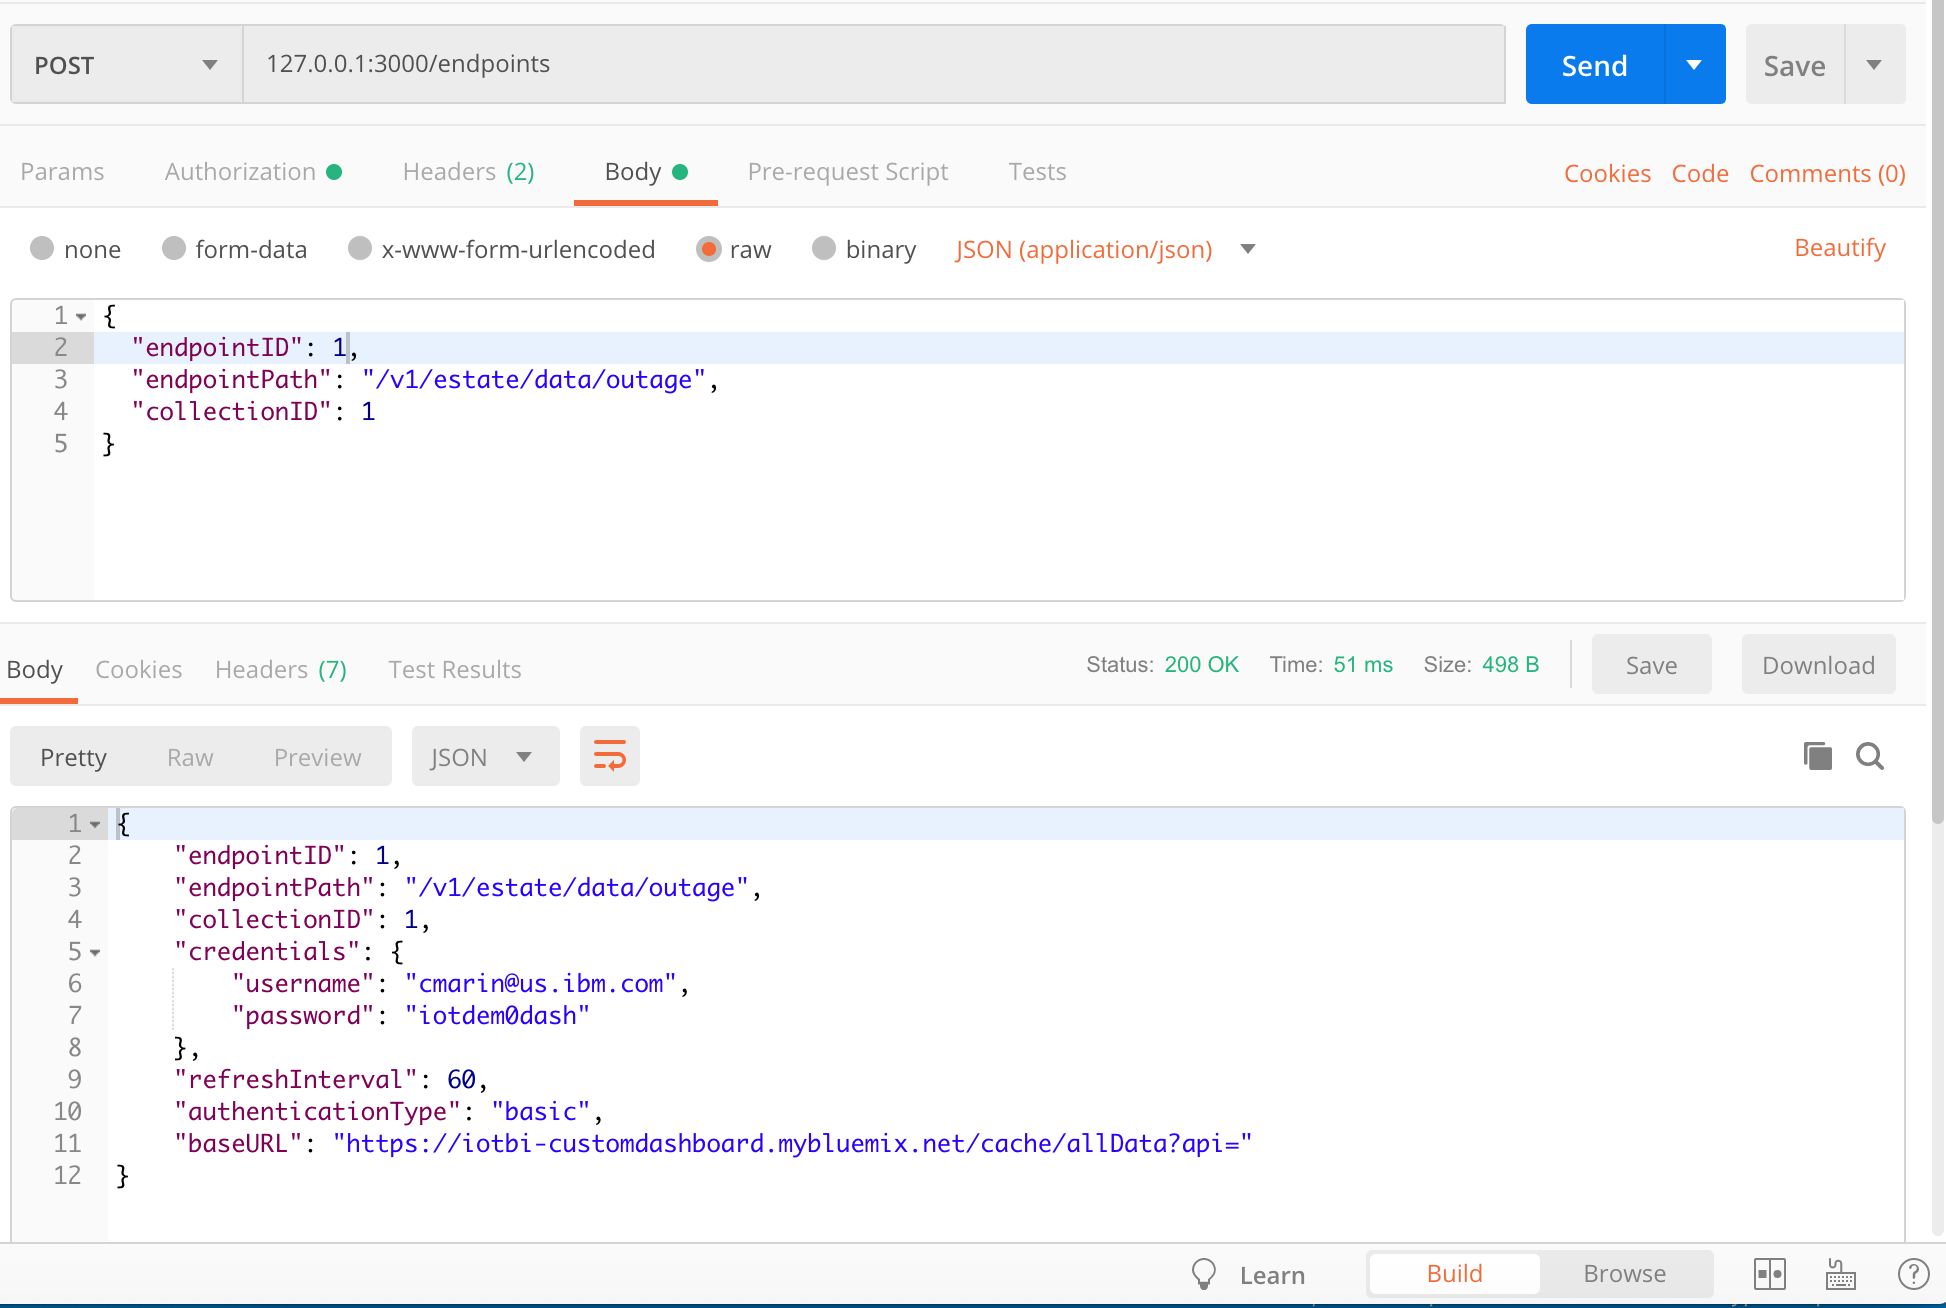 POST 127.0.0.1:3000/endpoints Send Save
Params Authorization Headers (2) Body Pre-request Script Tests Cookies Code Comments (0)
none form-data x-www-form-urlencoded raw binary JSON (application/json) Beautify
1 {
2 "endpointID": 1,
3 "endpointPath": "/v1/estate/data/outage",
4 "collectionID": 1
5 }
Body Cookies Headers (7) Test Results Status: 200 OK Time: 51 ms Size: 498 B Save Download
Pretty Raw Preview JSON
1 {
2 "endpointID": 1,
3 "endpointPath": "/v1/estate/data/outage",
4 "collectionID": 1,
5 "credentials": {
6 "username": "cmarin@us.ibm.com",
7 "password": "iotdem0dash"
8 },
9 "refreshInterval": 60,
10 "authenticationType": "basic",
11 "baseURL": "https://iotbi-customdashboard.mybluemix.net/cache/allData?api="
12 }
Learn Build Browse